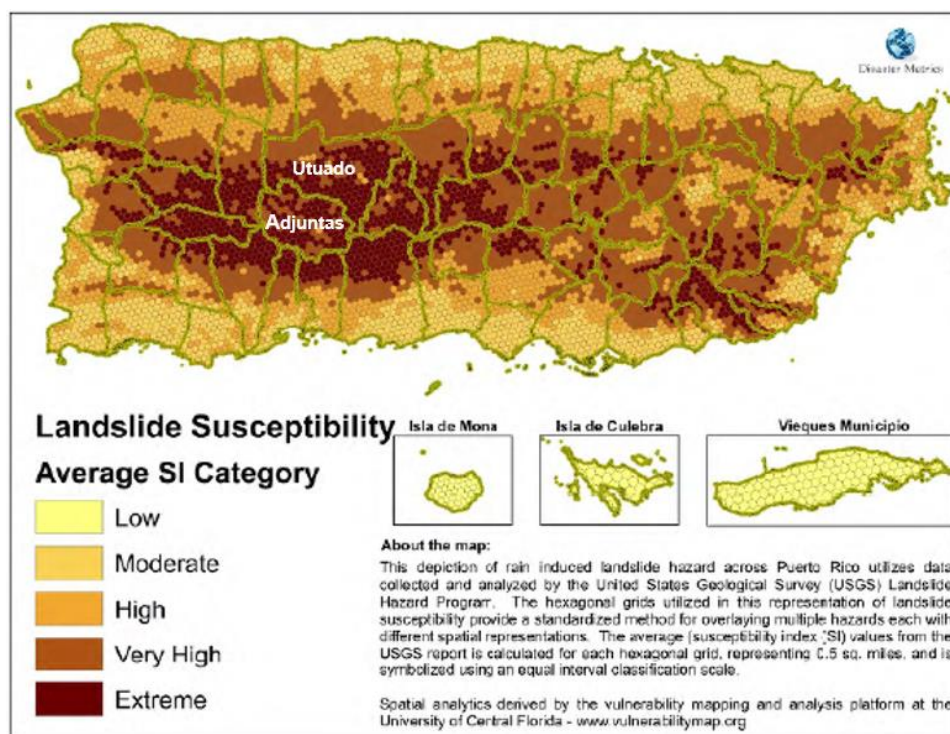 Disaster Metrics
Utuado
Adjuntas
Landslide Susceptibility
Average SI Category
Low
Moderate
High
Very High
Extreme
Isla de Mona
Isla de Culebra
Vieques Municipio
About the map:
This depiction of rain induced landslide hazard across Puerto Rico utilizes data
collected and analyzed by the United States Geological Survey (USGS) Landslide
Hazard Program. The hexagonal grids utilized in this representation of landslide
susceptibility provide a standardized method for overlaying multiple hazards each with
different spatial representations. The average (susceptibility index (SI) values from the
USGS report is calculated for each hexagonal grid, representing 0.5 sq. miles, and is
symbolized using an equal interval classification scale.
Spatial analytics derived by the vulnerability mapping and analysis platform at the
University of Central Florida - www.vulnerabilitymap.org